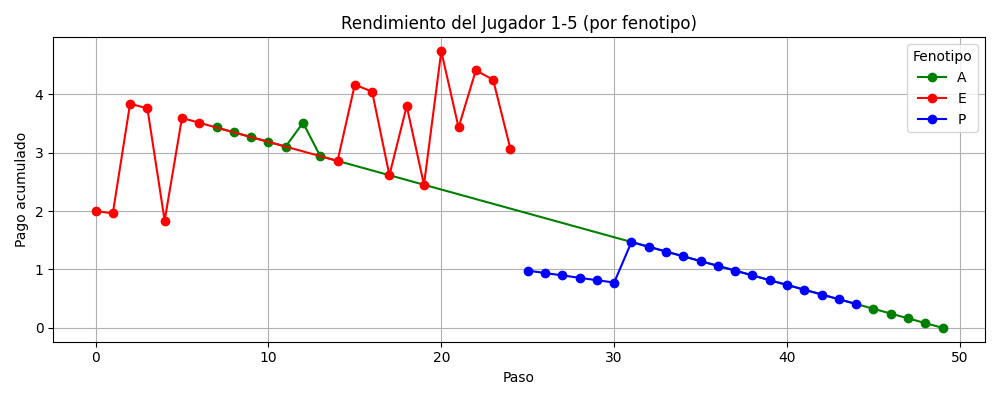 Rendimiento del Jugador 1-5 (por fenotipo)
Pago acumulado
4
3
2
1
0
0 10 20 30 40 50
Paso
Fenotipo
A
E
P